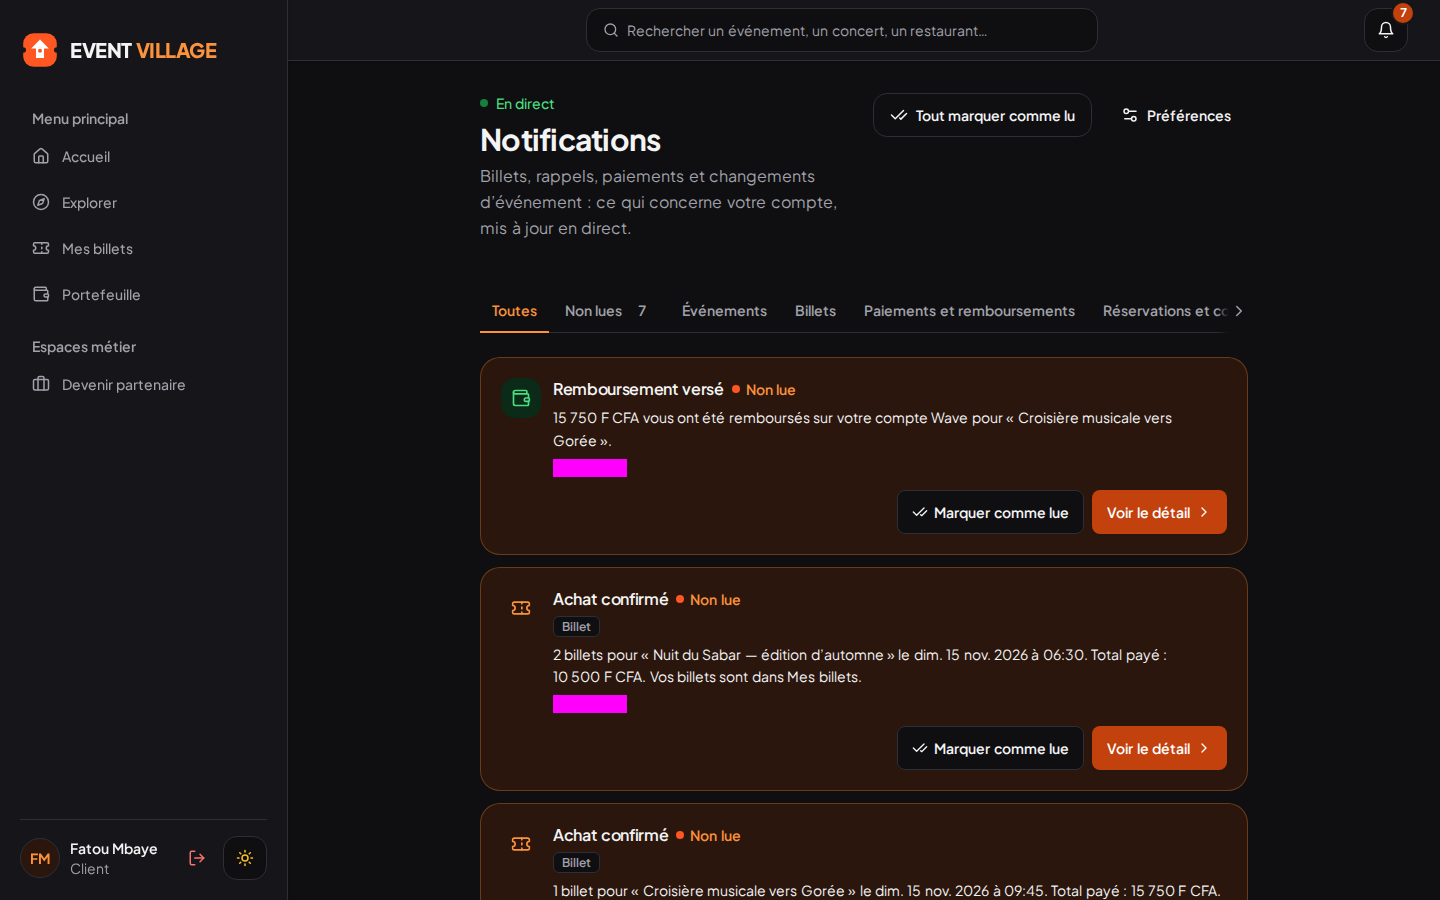 EVENT VILLAGE
Menu principal
Accueil
Explorer
Mes billets
Portefeuille
Espaces métier
Devenir partenaire
FM
Fatou Mbaye
Client
Rechercher un événement, un concert, un restaurant…
7
En direct
Notifications
Billets, rappels, paiements et changements
d’événement : ce qui concerne votre compte,
mis à jour en direct.
Tout marquer comme lu
Préférences
Toutes
Non lues 7
Événements
Billets
Paiements et remboursements
Réservations et
Remboursement versé
Non lue
15 750 F CFA vous ont été remboursés sur votre compte Wave pour « Croisière musicale vers
Gorée ».
Marquer comme lue
Voir le détail
Achat confirmé
Non lue
Billet
2 billets pour « Nuit du Sabar — édition d’automne » le dim. 15 nov. 2026 à 06:30. Total payé :
10 500 F CFA. Vos billets sont dans Mes billets.
Marquer comme lue
Voir le détail
Achat confirmé
Non lue
Billet
1 billet pour « Croisière musicale vers Gorée » le dim. 15 nov. 2026 à 09:45. Total payé : 15 750 F CFA.